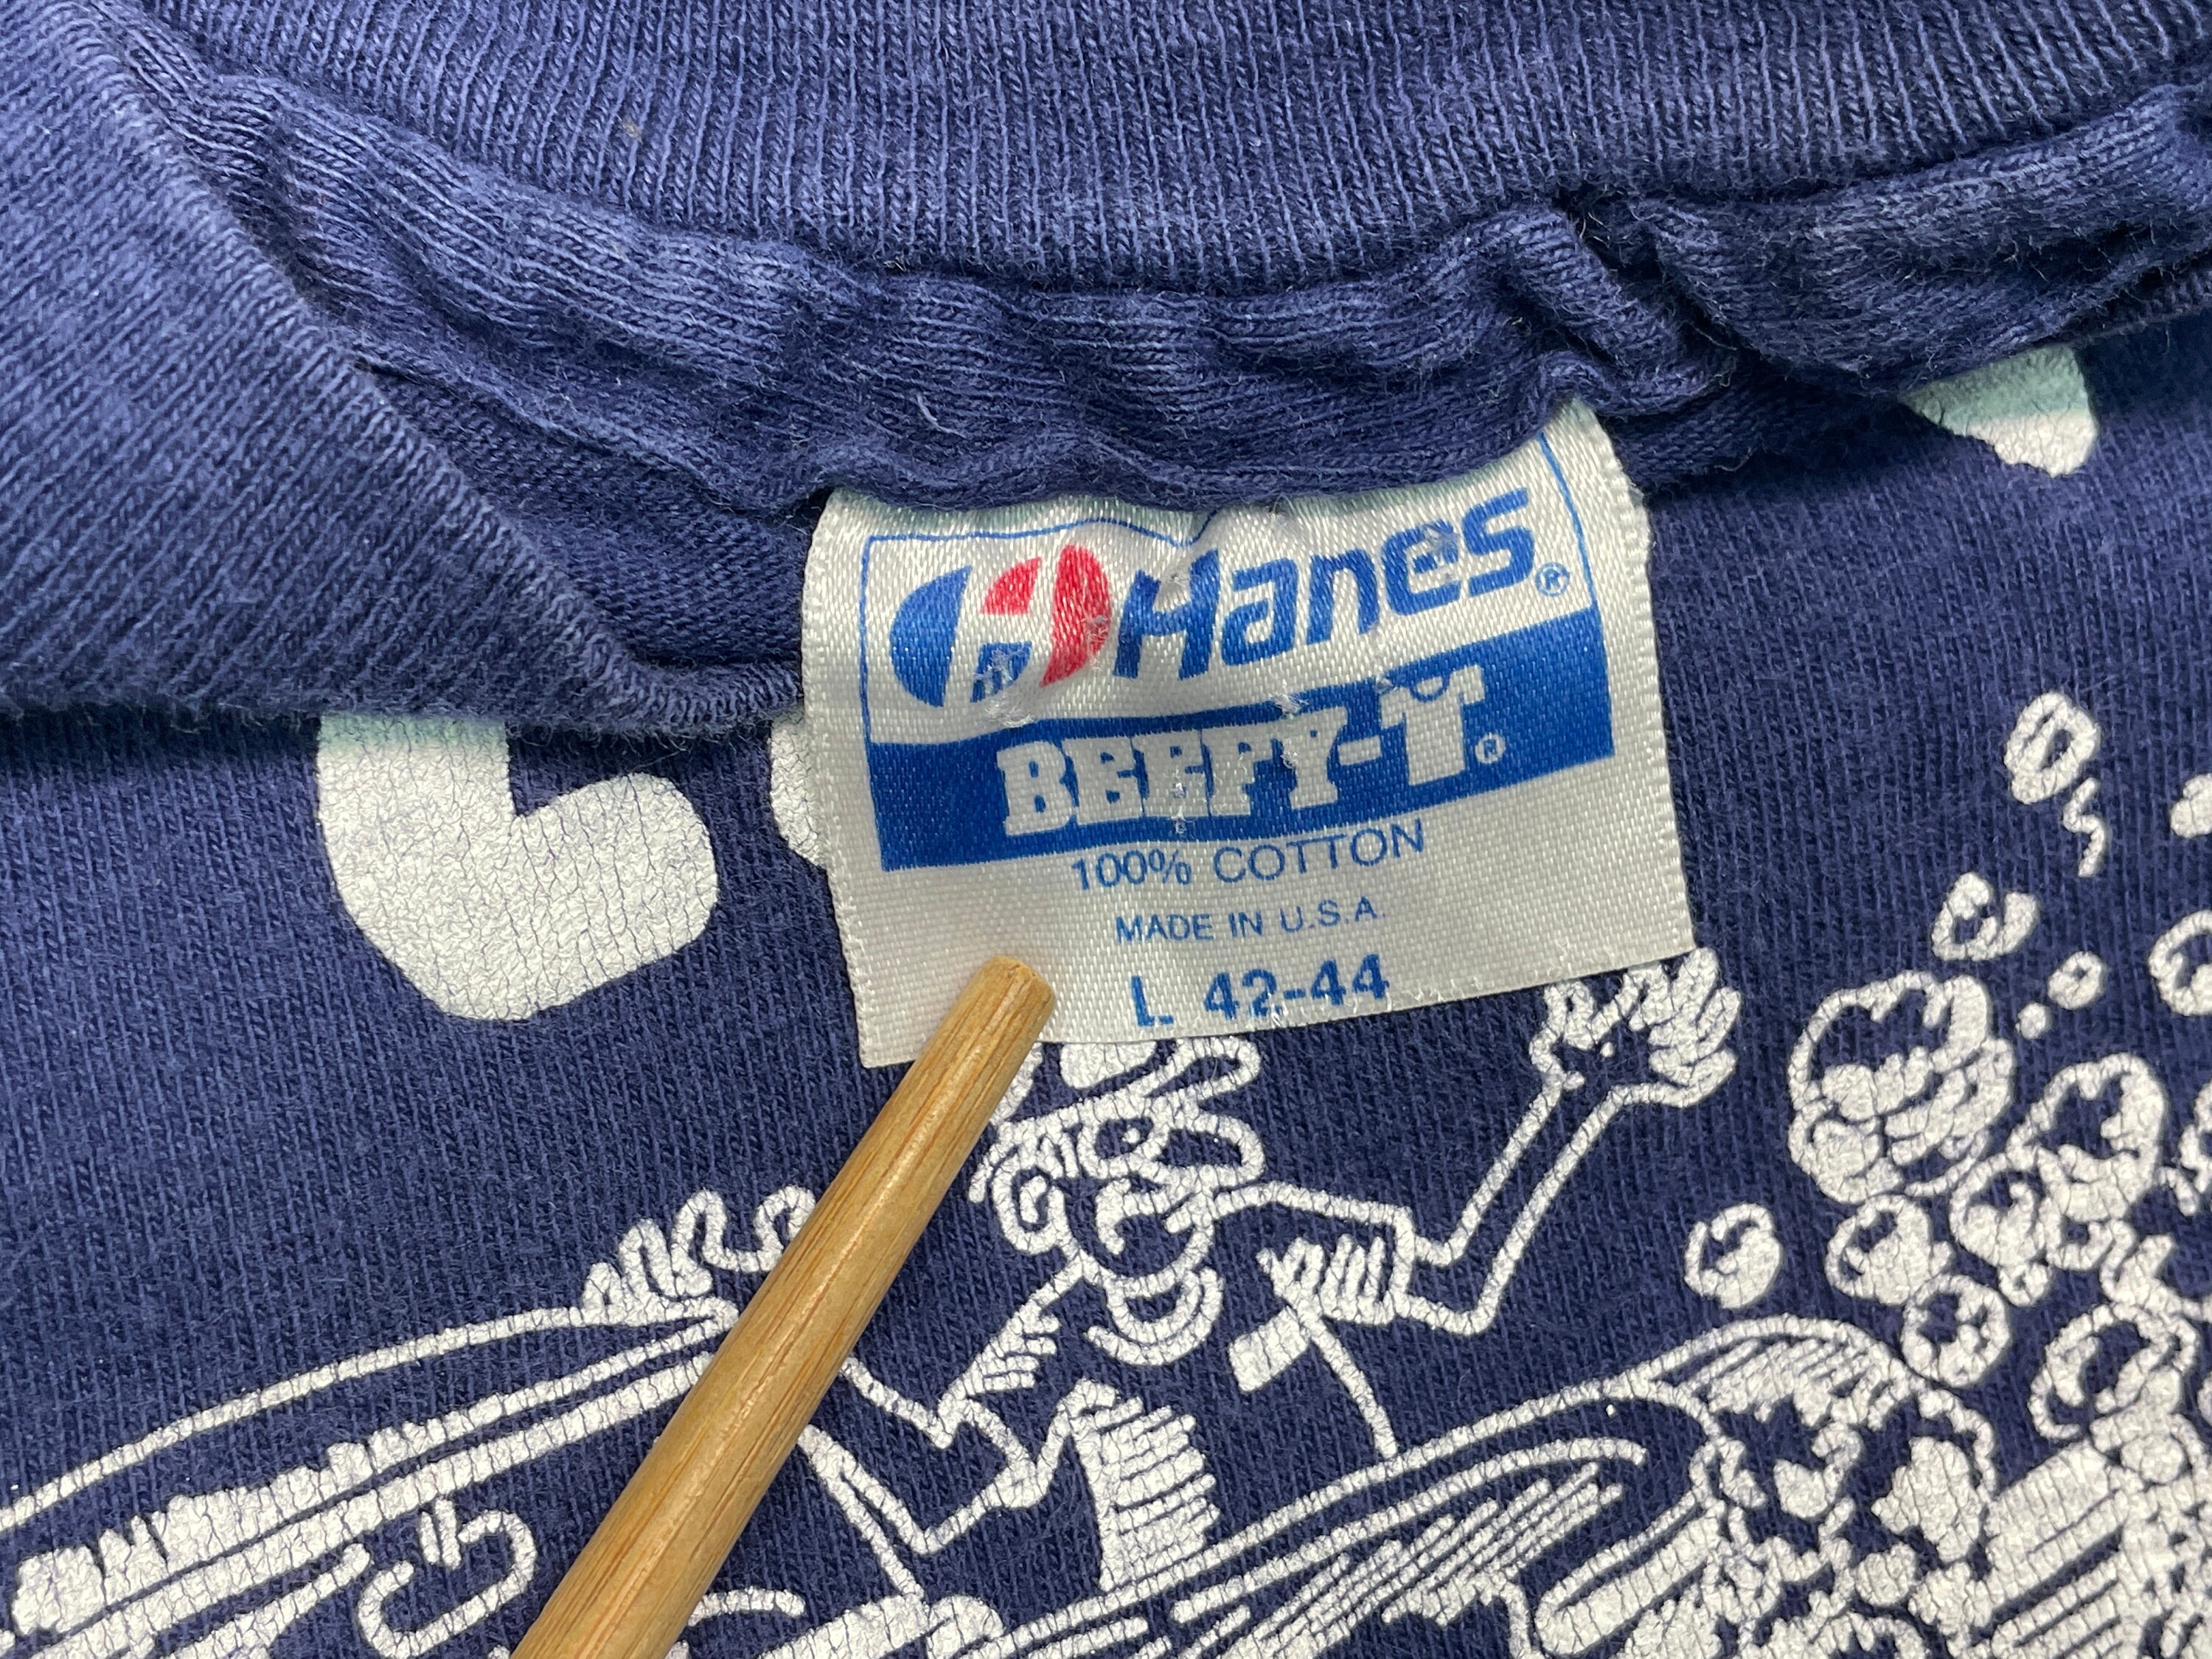 Hanes®
BEEFY-T®
100% COTTON
MADE IN U.S.A.
L 42-44